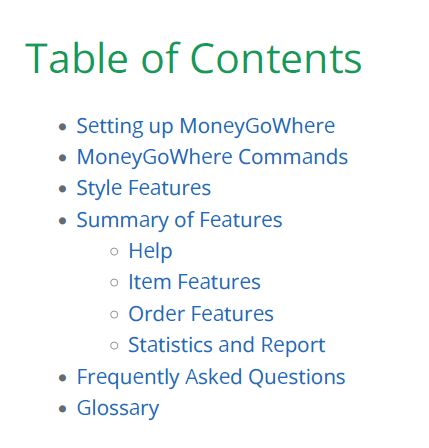 Table of Contents
Setting up MoneyGoWhere
MoneyGoWhere Commands
Style Features
Summary of Features
Help
Item Features
Order Features
Statistics and Report
Frequently Asked Questions
Glossary